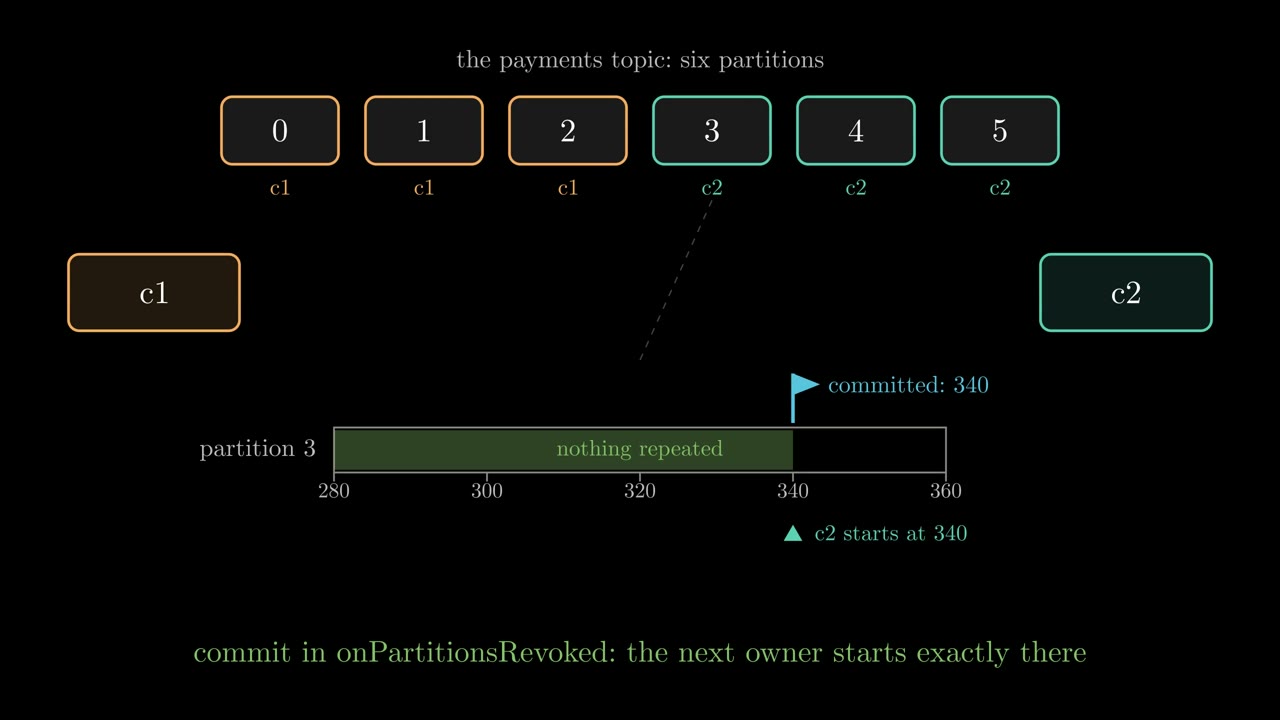 the payments topic: six partitions
0 1 2 3 4 5
c1 c1 c1 c2 c2 c2
c1 c2
committed: 340
partition 3 nothing repeated
280 300 320 340 360
c2 starts at 340
commit in onPartitionsRevoked: the next owner starts exactly there